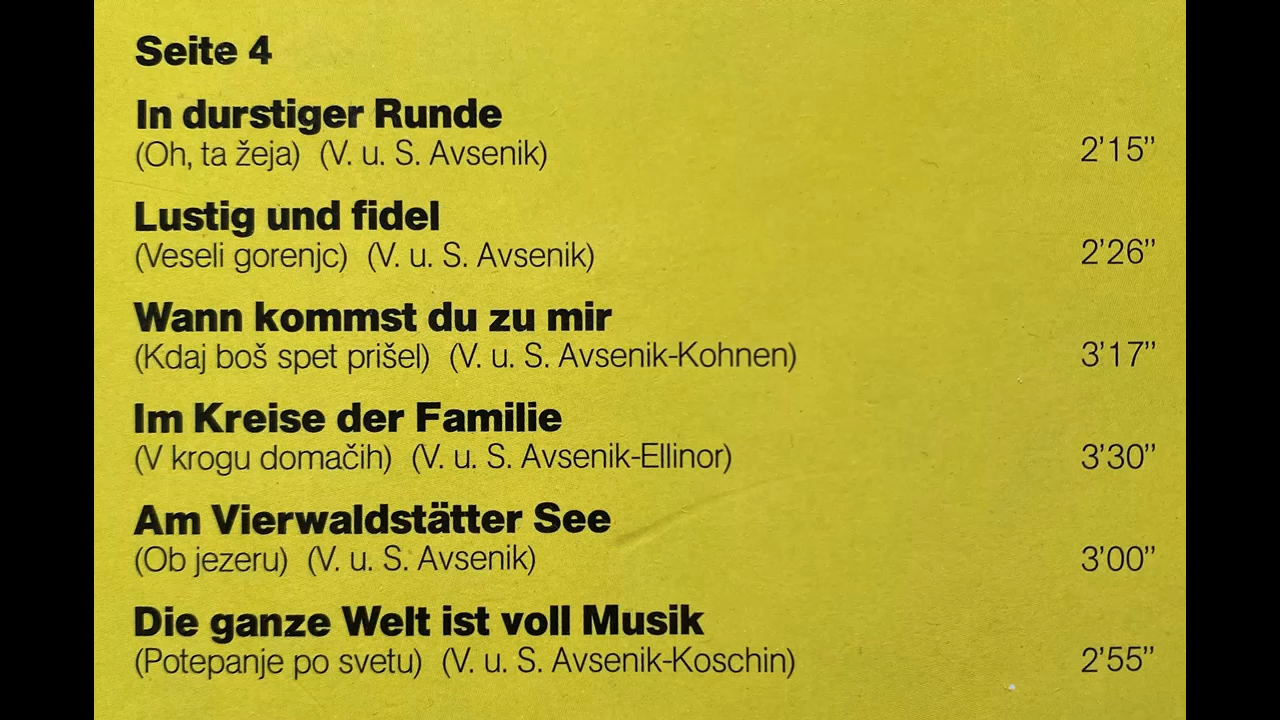 Seite 4
In durstiger Runde
(Oh, ta žeja) (V. u. S. Avsenik) 2'15”
Lustig und fidel
(Veseli gorenjc) (V. u. S. Avsenik) 2'26”
Wann kommst du zu mir
(Kdaj boš spet prišel) (V. u. S. Avsenik-Kohnen) 3'17”
Im Kreise der Familie
(V krogu domačih) (V. u. S. Avsenik-Ellinor) 3'30”
Am Vierwaldstätter See
(Ob jezeru) (V. u. S. Avsenik) 3'00”
Die ganze Welt ist voll Musik
(Potepanje po svetu) (V. u. S. Avsenik-Koschin) 2'55”